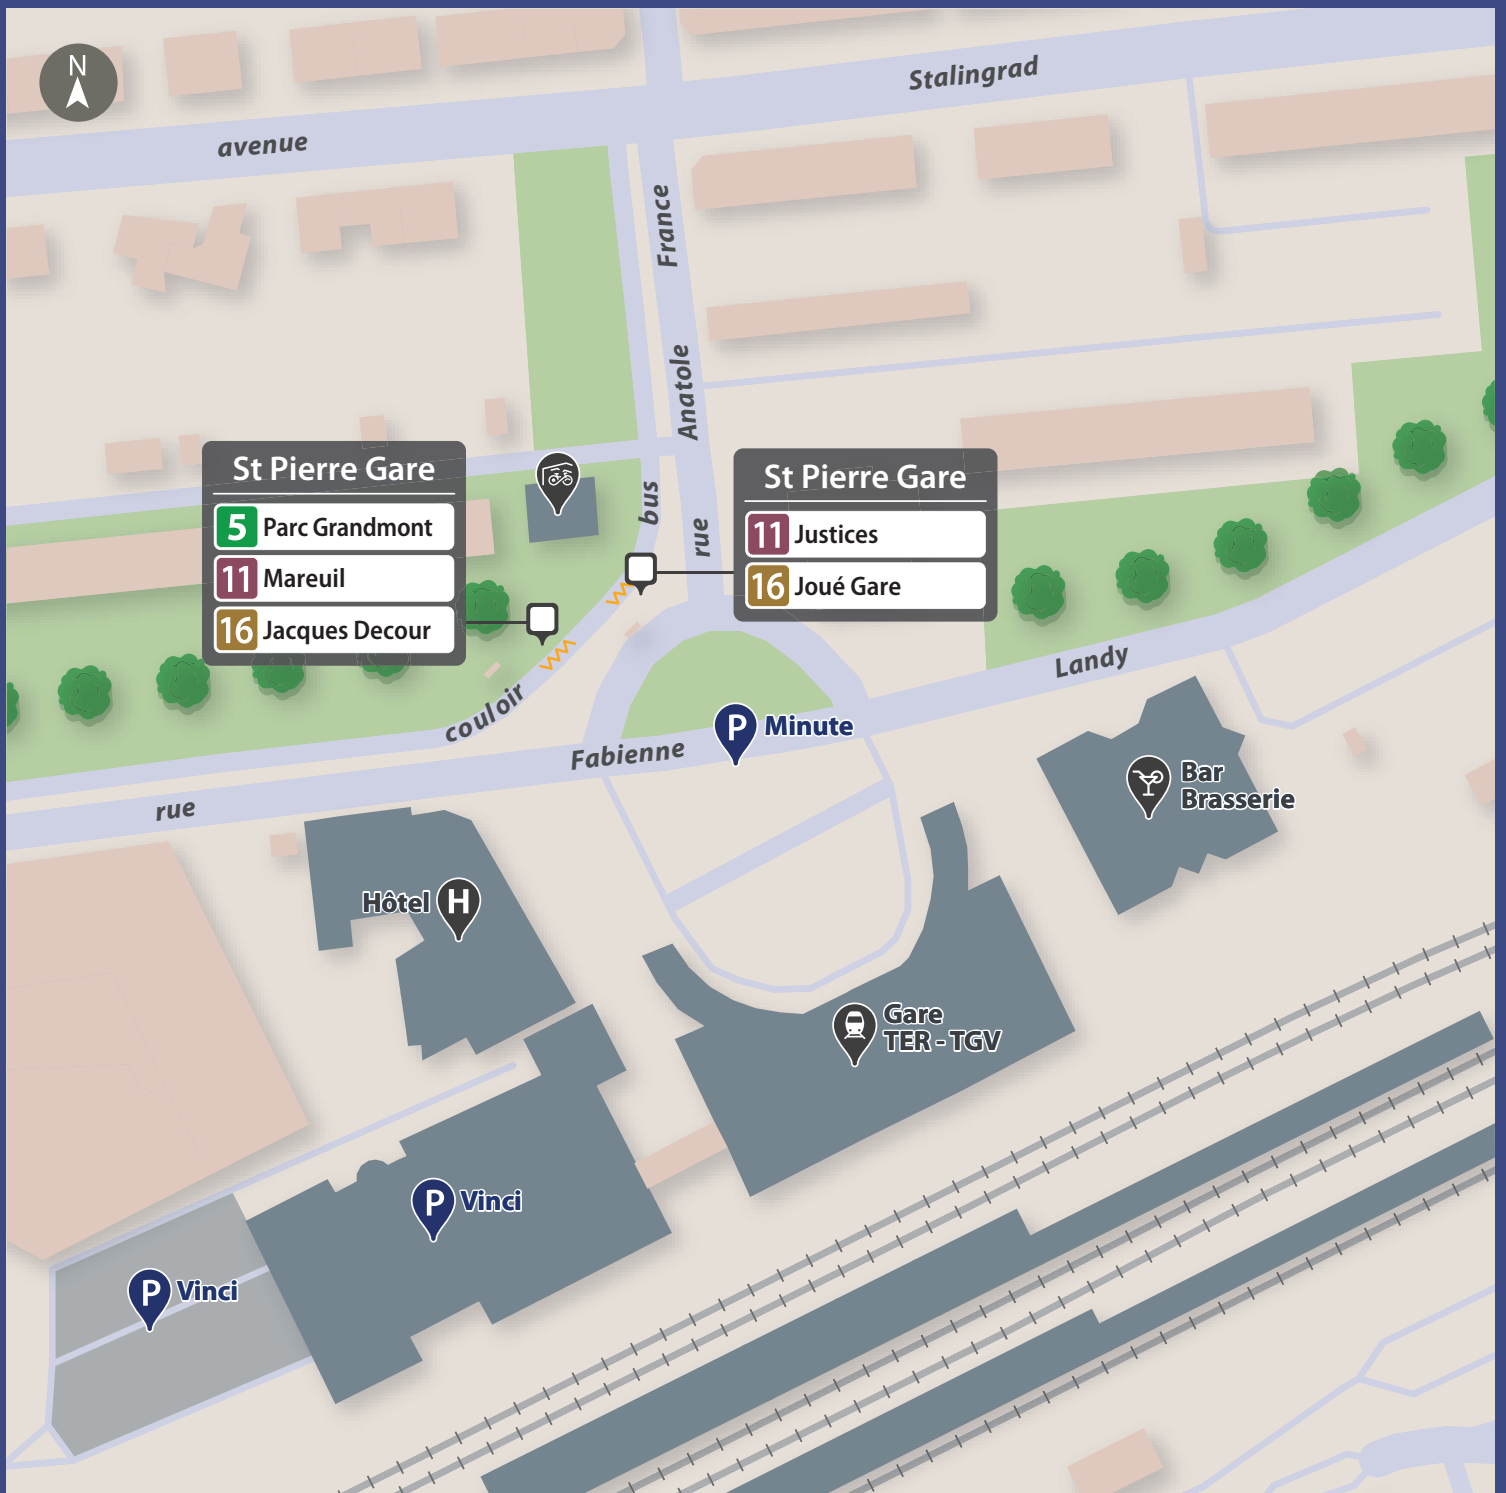 N
avenue
Stalingrad
rue Anatole France
couloir bus
St Pierre Gare
5 Parc Grandmont
11 Mareuil
16 Jacques Decour
St Pierre Gare
11 Justices
16 Joué Gare
rue Fabienne Landy
P Minute
Bar
Brasserie
Hôtel H
Gare
TER - TGV
P Vinci
P Vinci